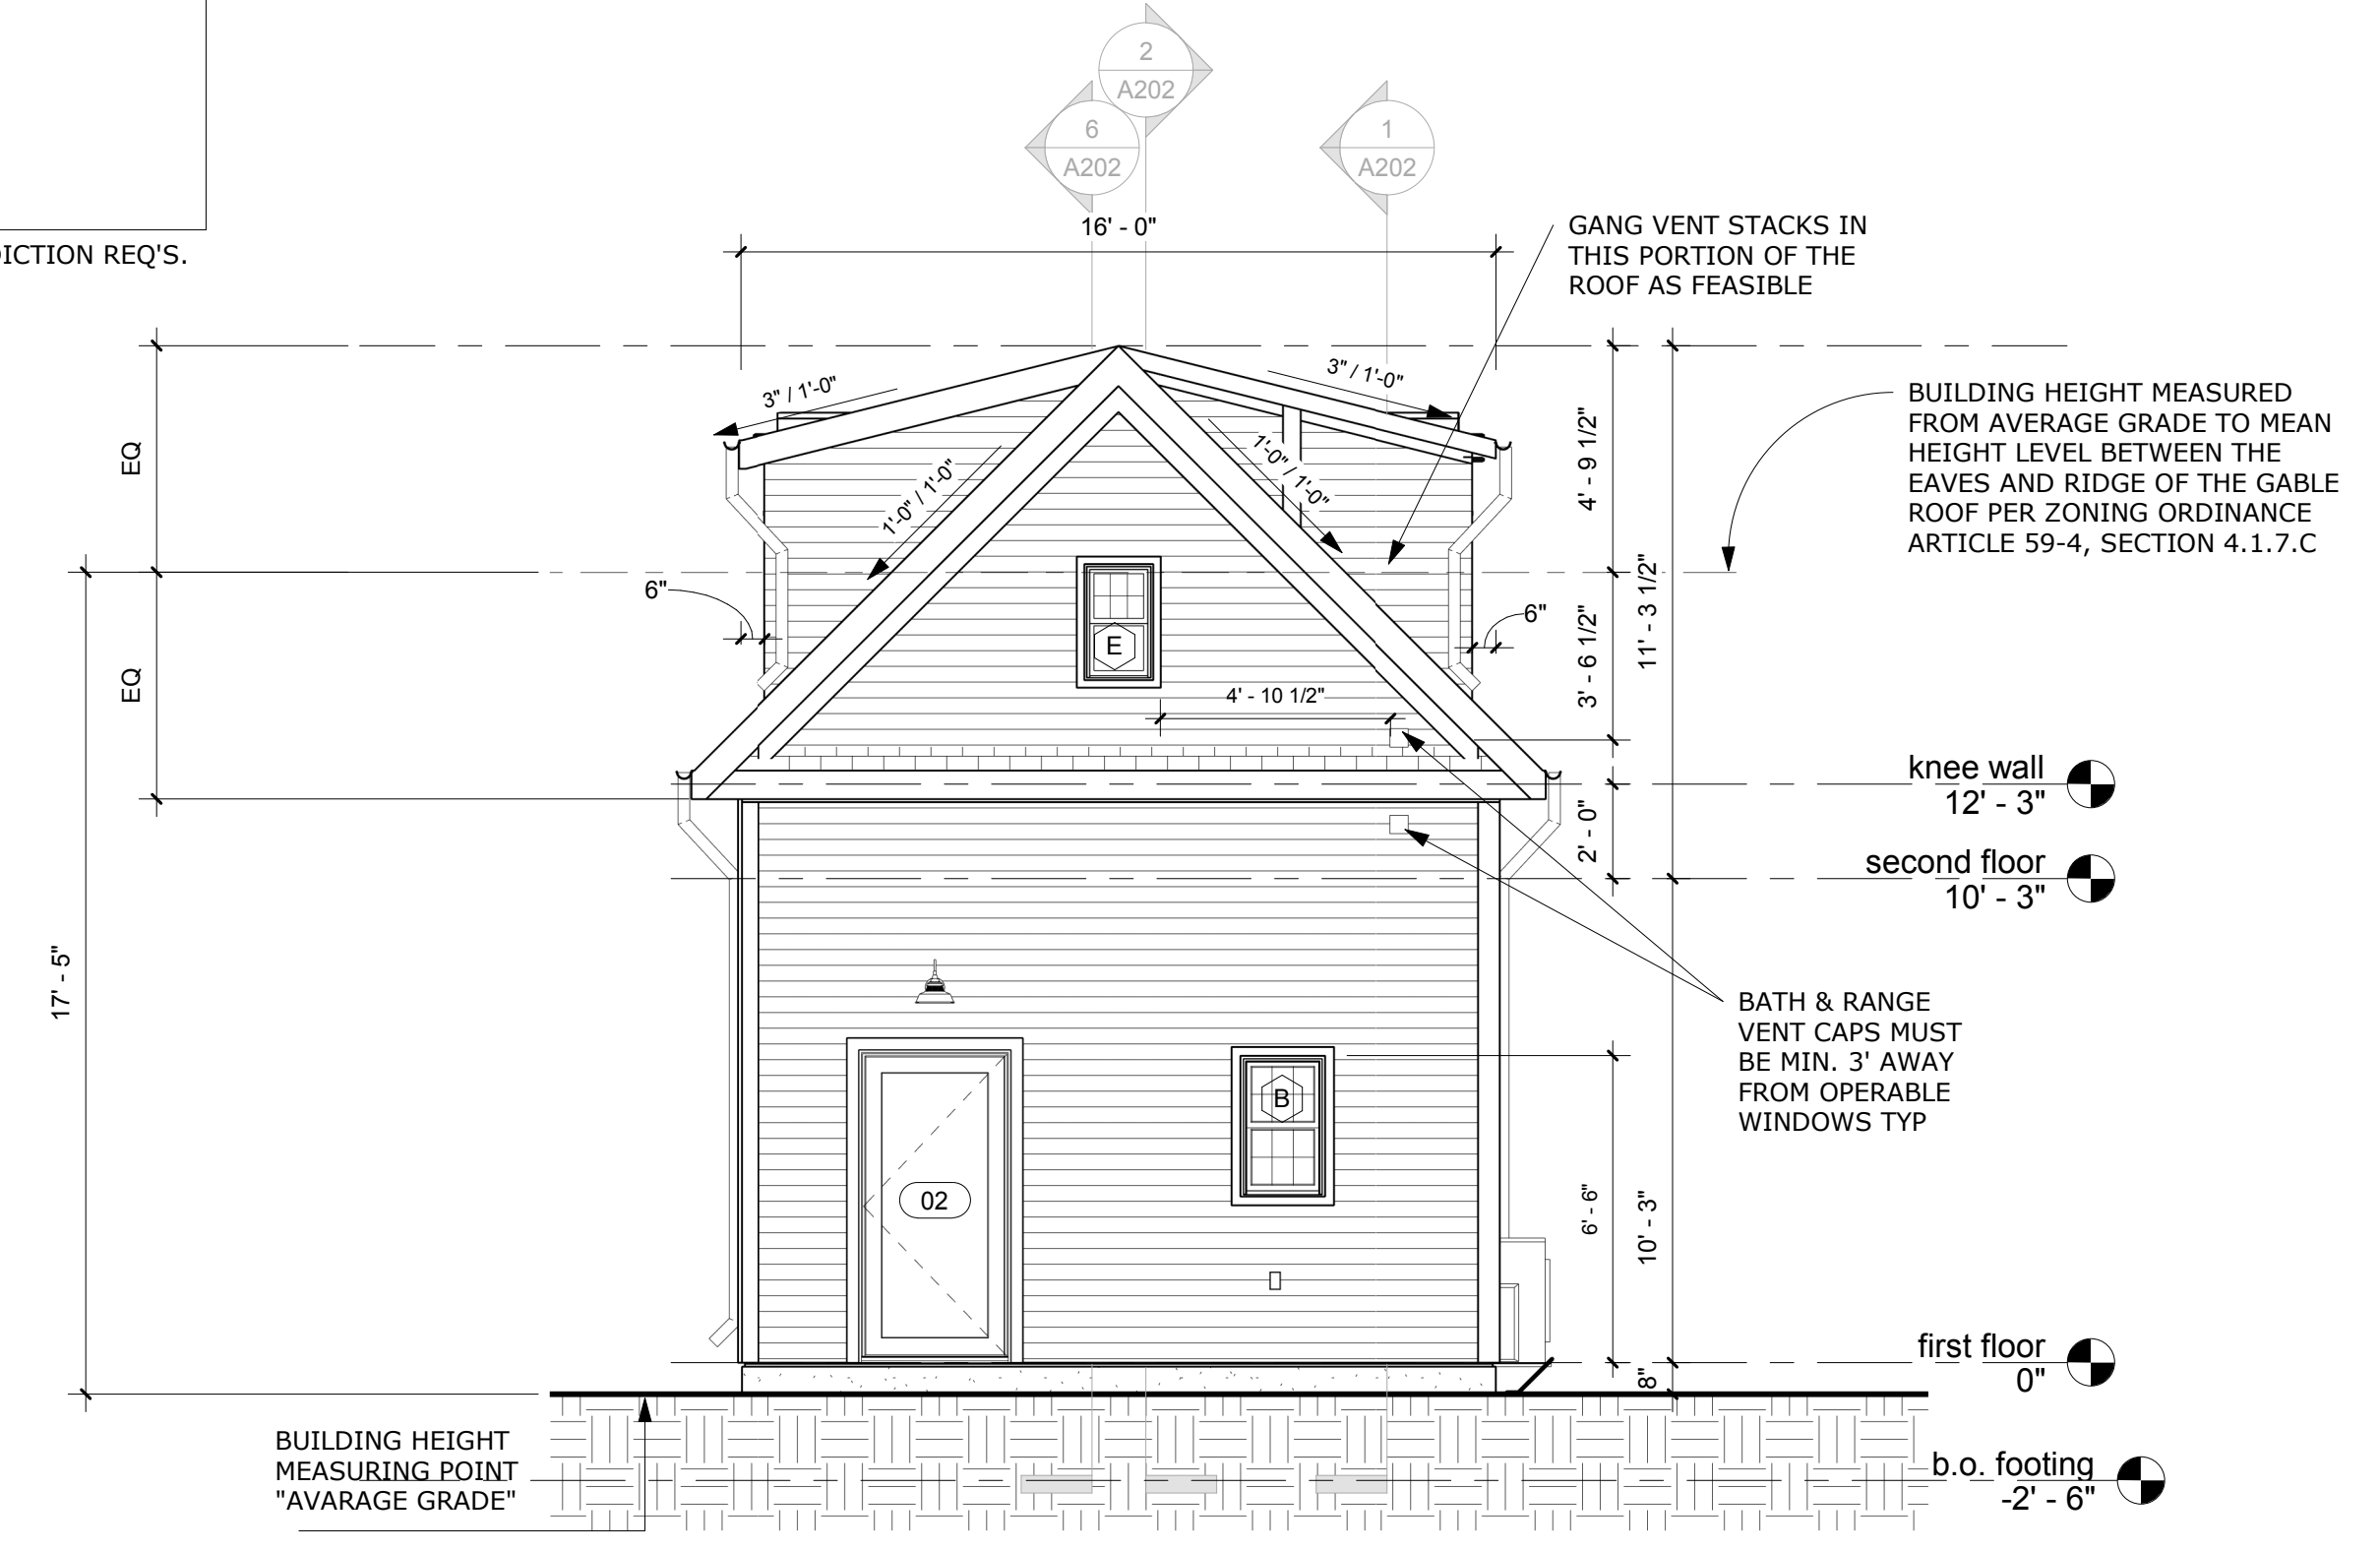 2
A202
6
A202
1
A202
DICTION REQ'S.
16' - 0"
GANG VENT STACKS IN
THIS PORTION OF THE
ROOF AS FEASIBLE
3" / 1'-0"
3" / 1'-0"
BUILDING HEIGHT MEASURED
FROM AVERAGE GRADE TO MEAN
HEIGHT LEVEL BETWEEN THE
EAVES AND RIDGE OF THE GABLE
ROOF PER ZONING ORDINANCE
ARTICLE 59-4, SECTION 4.1.7.C
EQ
1'-0" / 1'-0"
1'-0" / 1'-0"
4' - 9 1/2"
6"
E
6"
3' - 6 1/2"
11' - 3 1/2"
EQ
4' - 10 1/2"
knee wall
12' - 3"
2' - 0"
second floor
10' - 3"
17' - 5"
BATH & RANGE
VENT CAPS MUST
BE MIN. 3' AWAY
FROM OPERABLE
WINDOWS TYP
B
02
6' - 6"
10' - 3"
first floor
0"
8"
BUILDING HEIGHT
MEASURING POINT
"AVARAGE GRADE"
b.o. footing
-2' - 6"